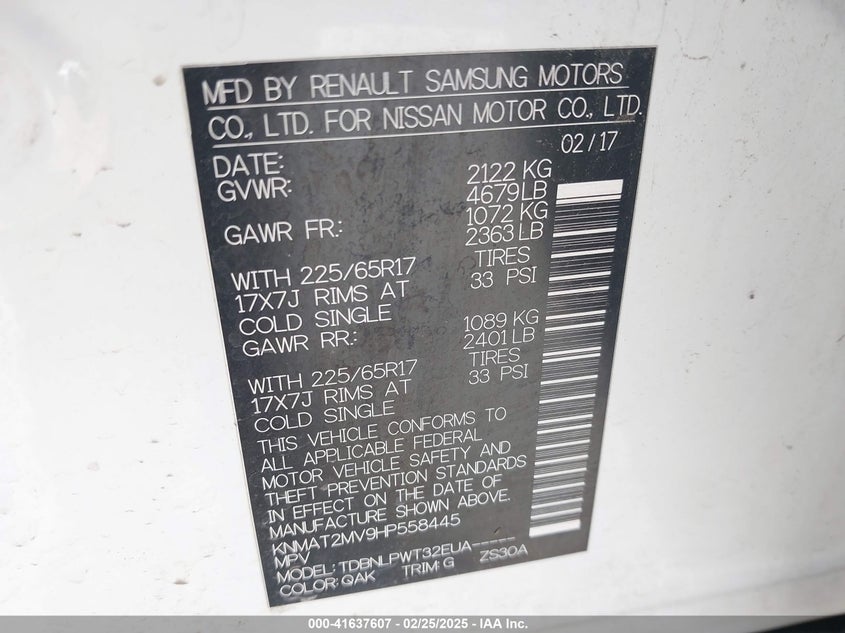 MFD BY RENAULT SAMSUNG MOTORS
CO., LTD. FOR NISSAN MOTOR CO., LTD.
DATE: 02/17
GVWR: 2122 KG
4679LB
GAWR FR.: 1072 KG
2363 LB
WITH 225/65R17 TIRES
17X7J RIMS AT 33 PSI
COLD SINGLE
GAWR RR.: 1089 KG
2401 LB
WITH 225/65R17 TIRES
17X7J RIMS AT 33 PSI
COLD SINGLE
THIS VEHICLE CONFORMS TO
ALL APPLICABLE FEDERAL
MOTOR VEHICLE SAFETY AND
THEFT PREVENTION STANDARDS
IN EFFECT ON THE DATE OF
MANUFACTURE SHOWN ABOVE.
KNMAT2MV9HP558445
MPV
MODEL: TDBNLPWT32EUA-----
COLOR: QAK TRIM: G ZS30A
000-41637607 - 02/25/2025 - IAA Inc.